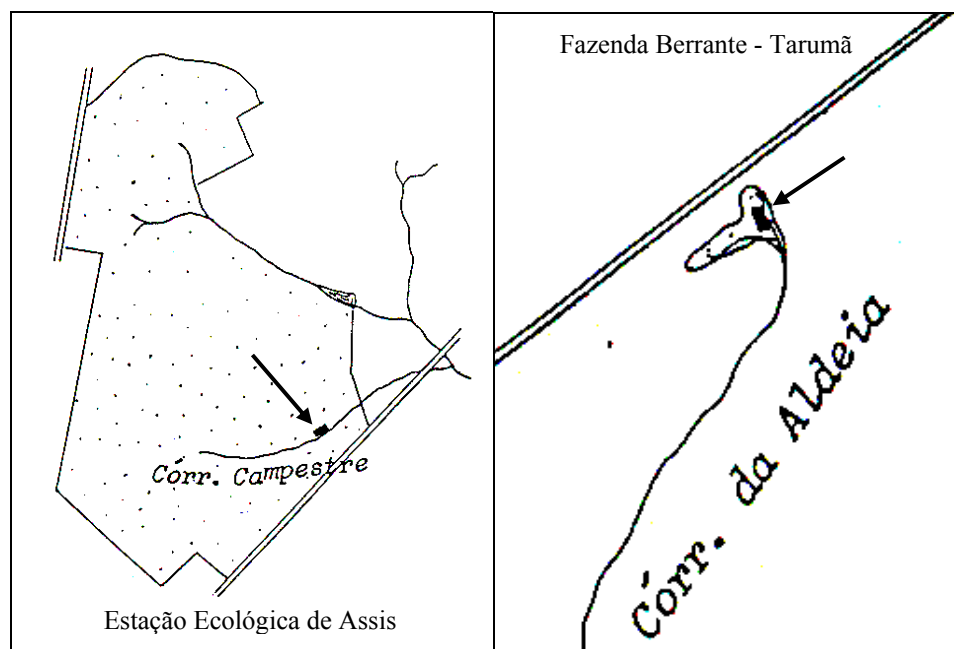 Córr. Campestre
Estação Ecológica de Assis
Fazenda Berrante - Tarumã
Córr. da Aldeia